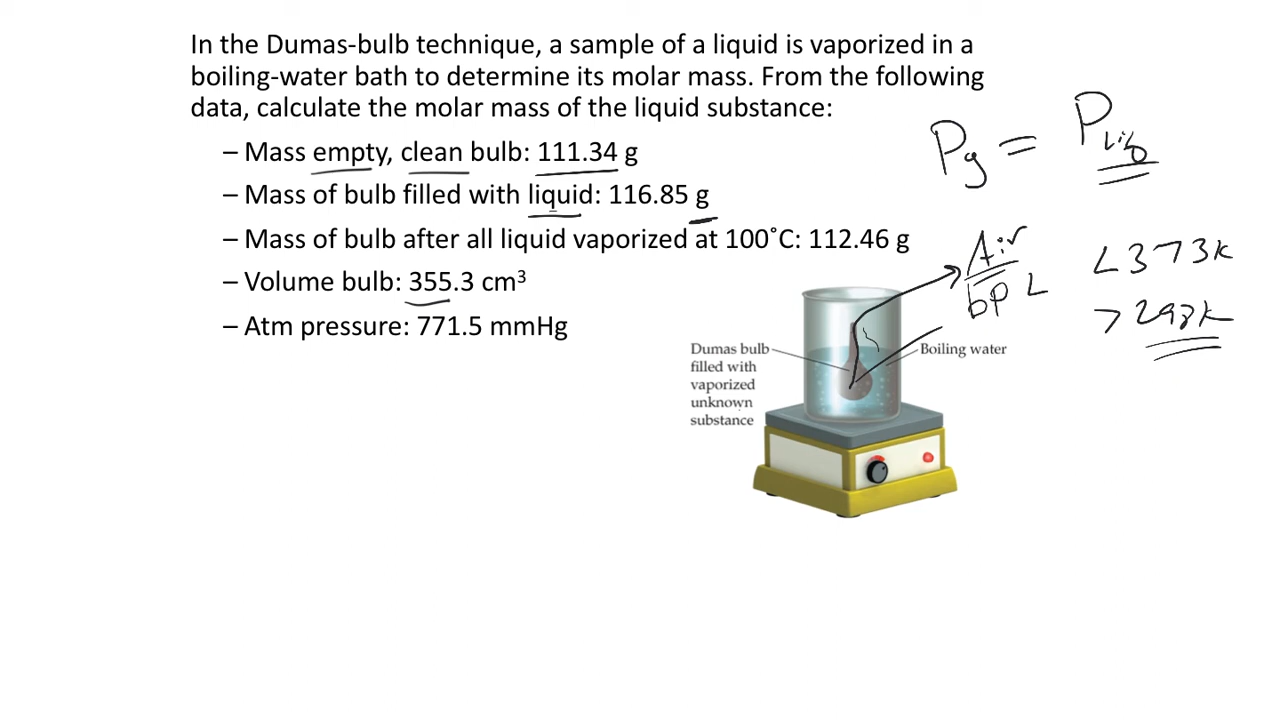 In the Dumas-bulb technique, a sample of a liquid is vaporized in a
boiling-water bath to determine its molar mass. From the following
data, calculate the molar mass of the liquid substance:
– Mass empty, clean bulb: 111.34 g
– Mass of bulb filled with liquid: 116.85 g
– Mass of bulb after all liquid vaporized at 100˚C: 112.46 g
– Volume bulb: 355.3 cm³
– Atm pressure: 771.5 mmHg
Pg = Pliq
Air
bp L
L373K
>298K
Dumas bulb
filled with
vaporized
unknown
substance
Boiling water